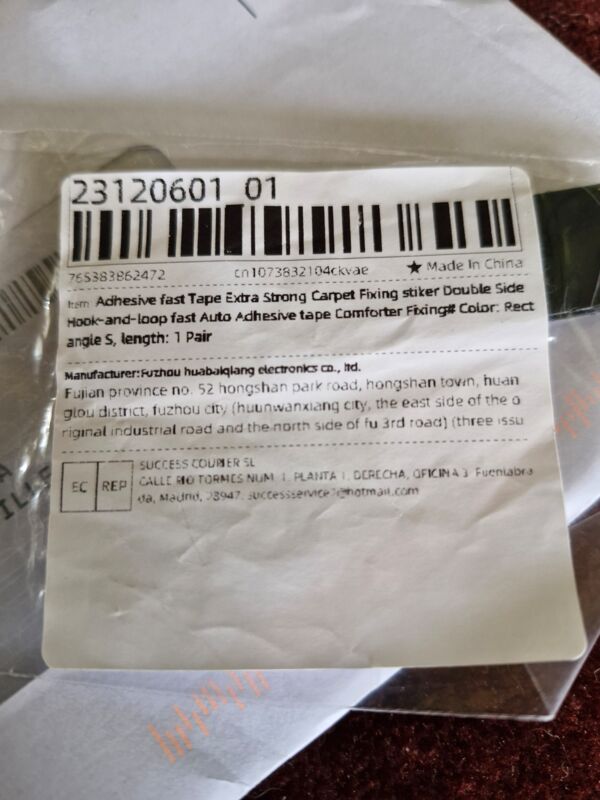 23120601 01
765383862472 cn1073832104ckvae ★ Made In China
Item: Adhesive fast Tape Extra Strong Carpet Fixing stiker Double Side
Hook-and-loop fast Auto Adhesive tape Comforter Fixing# Color: Rect
angle S, length: 1 Pair
Manufacturer:Fuzhou huabaiqiang electronics co., ltd.
Fujian province no. 52 hongshan park road, hongshan town, huan
glou district, fuzhou city (huunwanxiang city, the east side of the o
riginal industrial road and the north side of fu 3rd road) (three issu
EC REP
SUCCESS COURIER SL
CALLE RIO TORMES NUM. 1, PLANTA 1, DERECHA, OFICINA 3, Fuenlabra
da, Madrid, 28947,